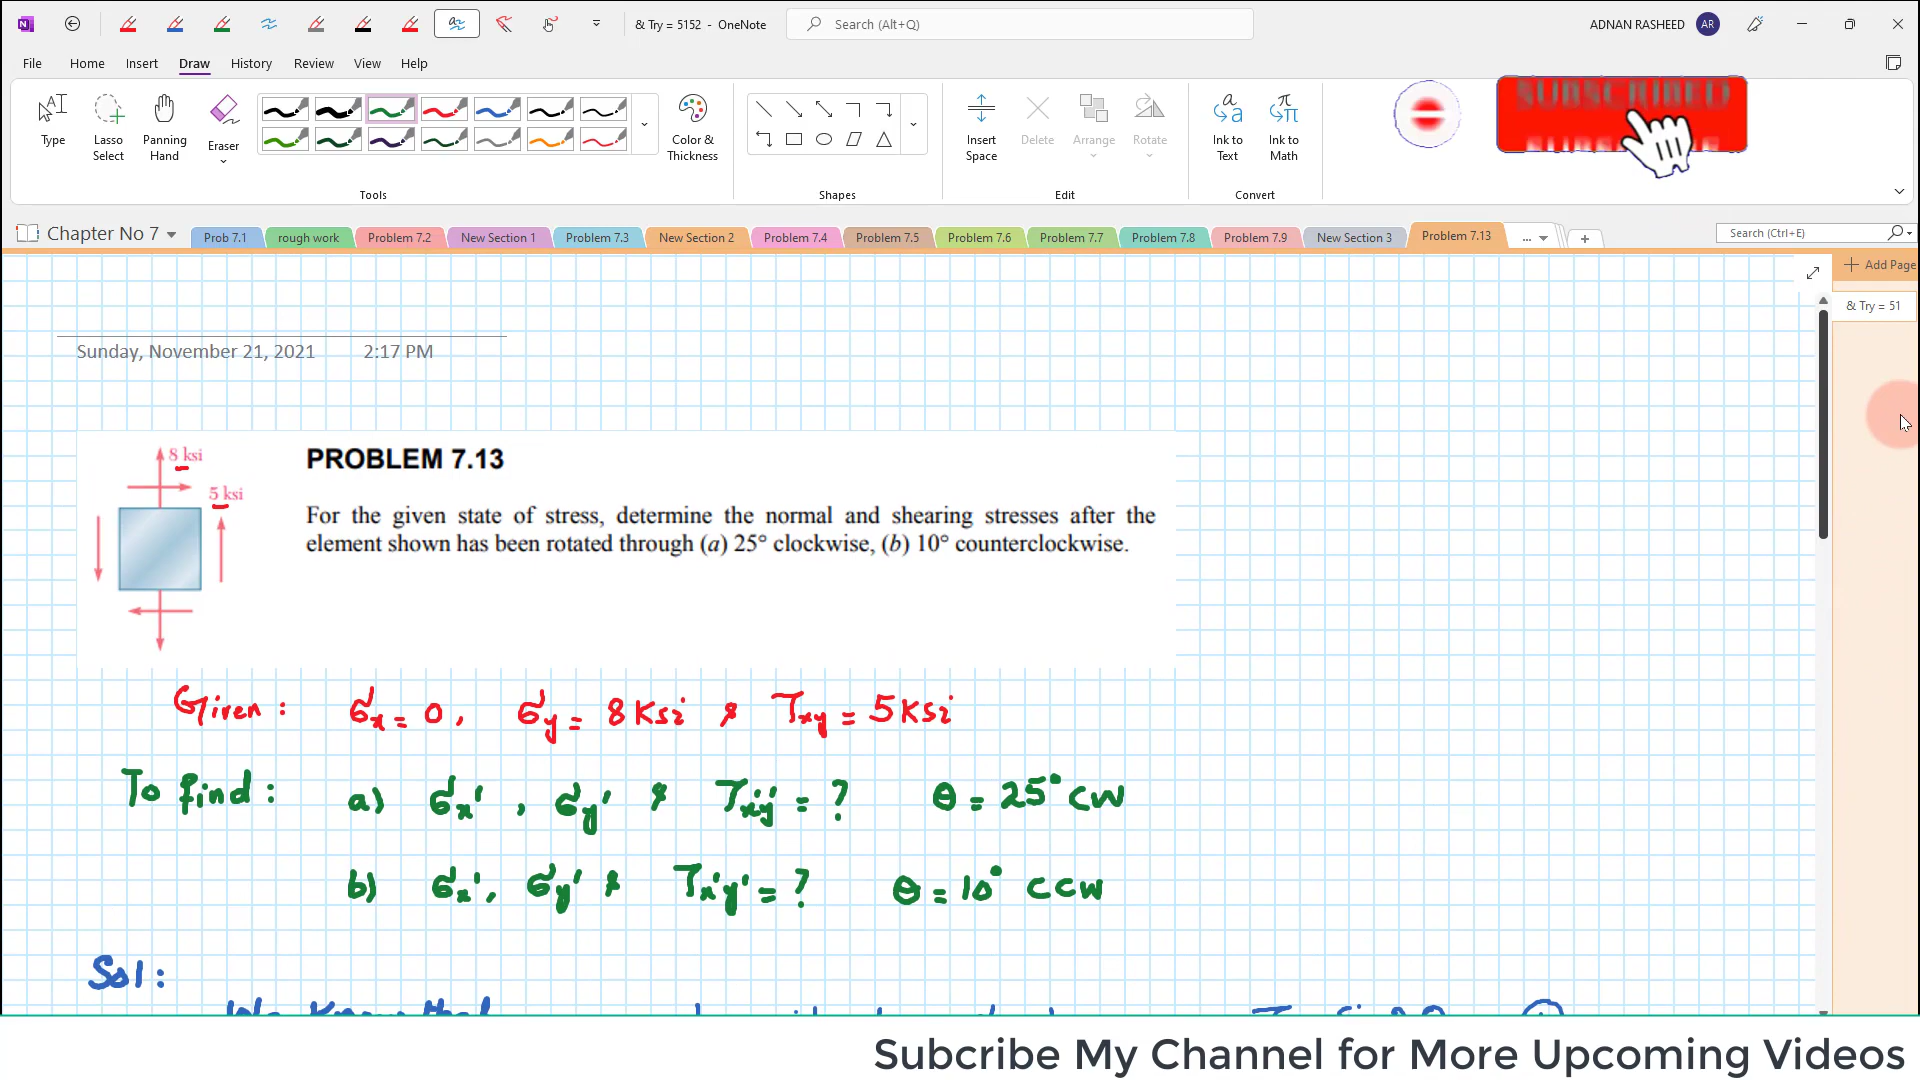 & Try = 5152 - OneNote
Search (Alt+Q)
ADNAN RASHEED
AR
File Home Insert Draw History Review View Help
Type
Lasso Select
Panning Hand
Eraser
Color & Thickness
Insert Space
Delete
Arrange
Rotate
Ink to Text
Ink to Math
SUBSCRIBED
Tools Shapes Edit Convert
Chapter No 7
Prob 7.1 rough work Problem 7.2 New Section 1 Problem 7.3 New Section 2 Problem 7.4 Problem 7.5 Problem 7.6 Problem 7.7 Problem 7.8 Problem 7.9 New Section 3 Problem 7.13 ...
Search (Ctrl+E)
Add Page
& Try = 51
Sunday, November 21, 2021 2:17 PM
8 ksi
5 ksi
PROBLEM 7.13
For the given state of stress, determine the normal and shearing stresses after the
element shown has been rotated through (a) 25° clockwise, (b) 10° counterclockwise.
Given: σx = 0, σy = 8 Ksi & τxy = 5 Ksi
To find: a) σx', σy' & τx'y' = ? θ = 25° CW
b) σx', σy' & τx'y' = ? θ = 10° CCW
Sol:
We Know that
Subcribe My Channel for More Upcoming Videos